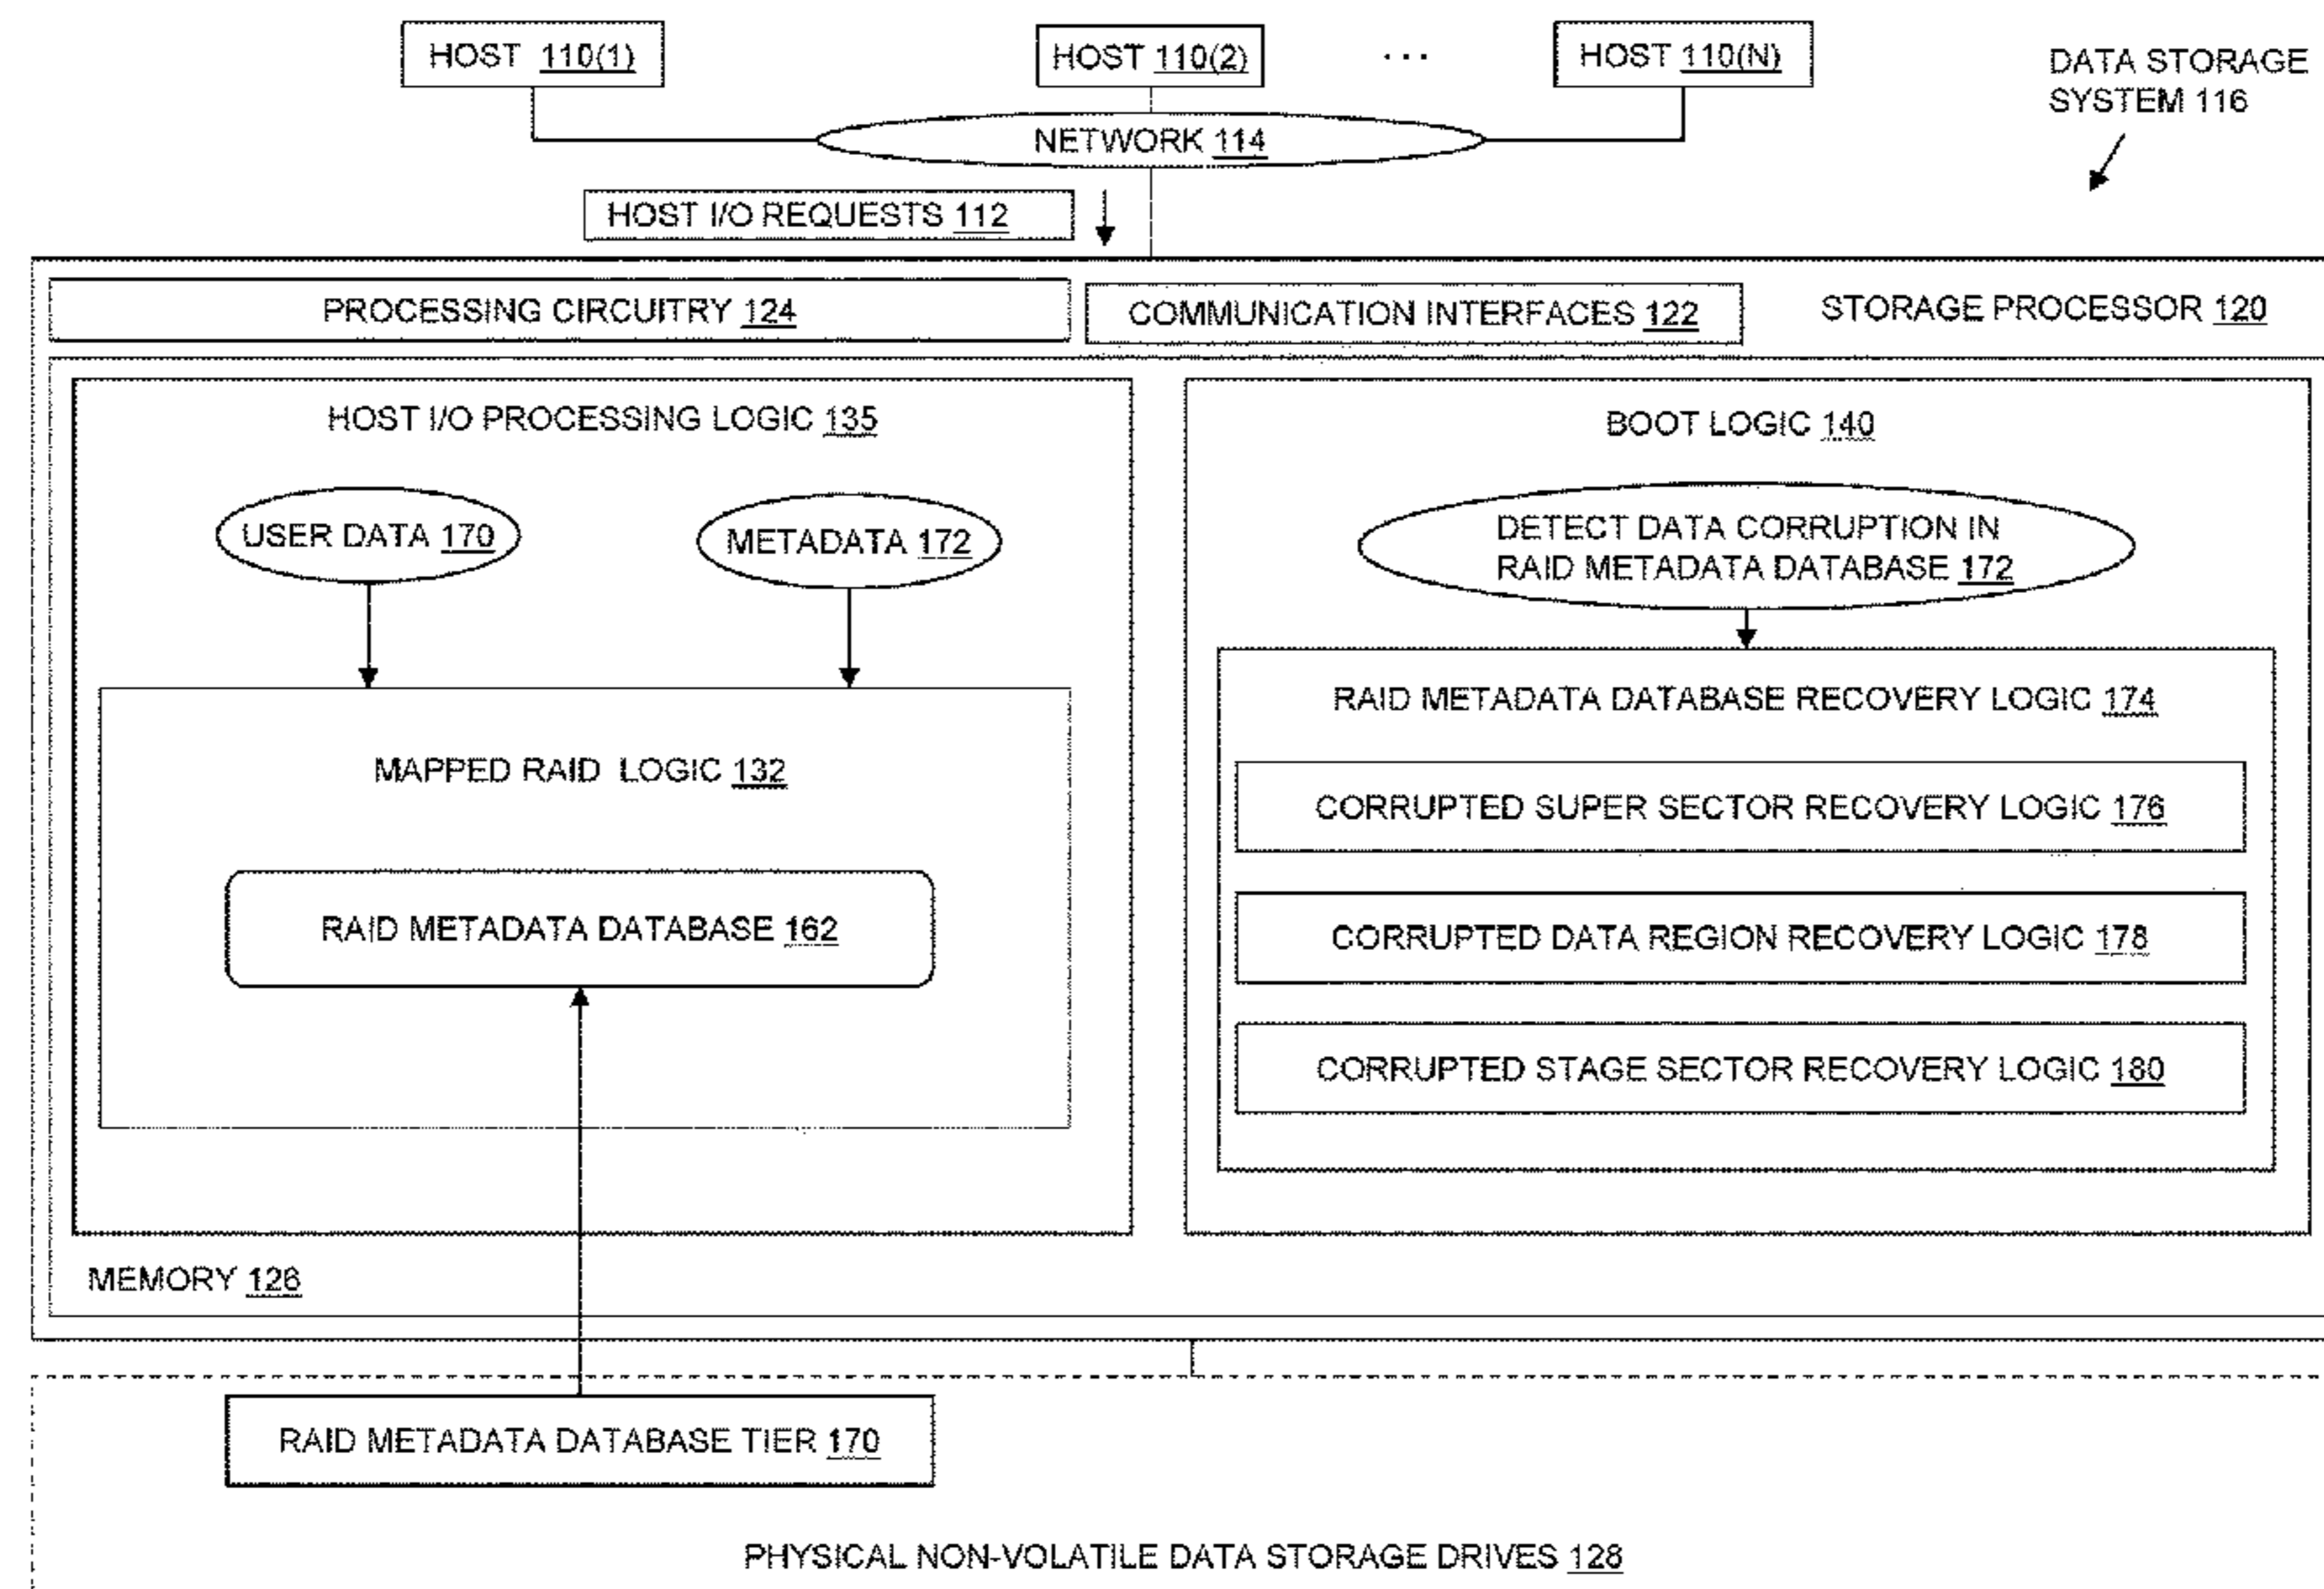 HOST 110(1)
HOST 110(2)
...
HOST 110(N)
DATA STORAGE
SYSTEM 116
NETWORK 114
HOST I/O REQUESTS 112
PROCESSING CIRCUITRY 124
COMMUNICATION INTERFACES 122
STORAGE PROCESSOR 120
HOST I/O PROCESSING LOGIC 135
USER DATA 170
METADATA 172
MAPPED RAID LOGIC 132
RAID METADATA DATABASE 162
BOOT LOGIC 140
DETECT DATA CORRUPTION IN
RAID METADATA DATABASE 172
RAID METADATA DATABASE RECOVERY LOGIC 174
CORRUPTED SUPER SECTOR RECOVERY LOGIC 176
CORRUPTED DATA REGION RECOVERY LOGIC 178
CORRUPTED STAGE SECTOR RECOVERY LOGIC 180
MEMORY 126
RAID METADATA DATABASE TIER 170
PHYSICAL NON-VOLATILE DATA STORAGE DRIVES 128